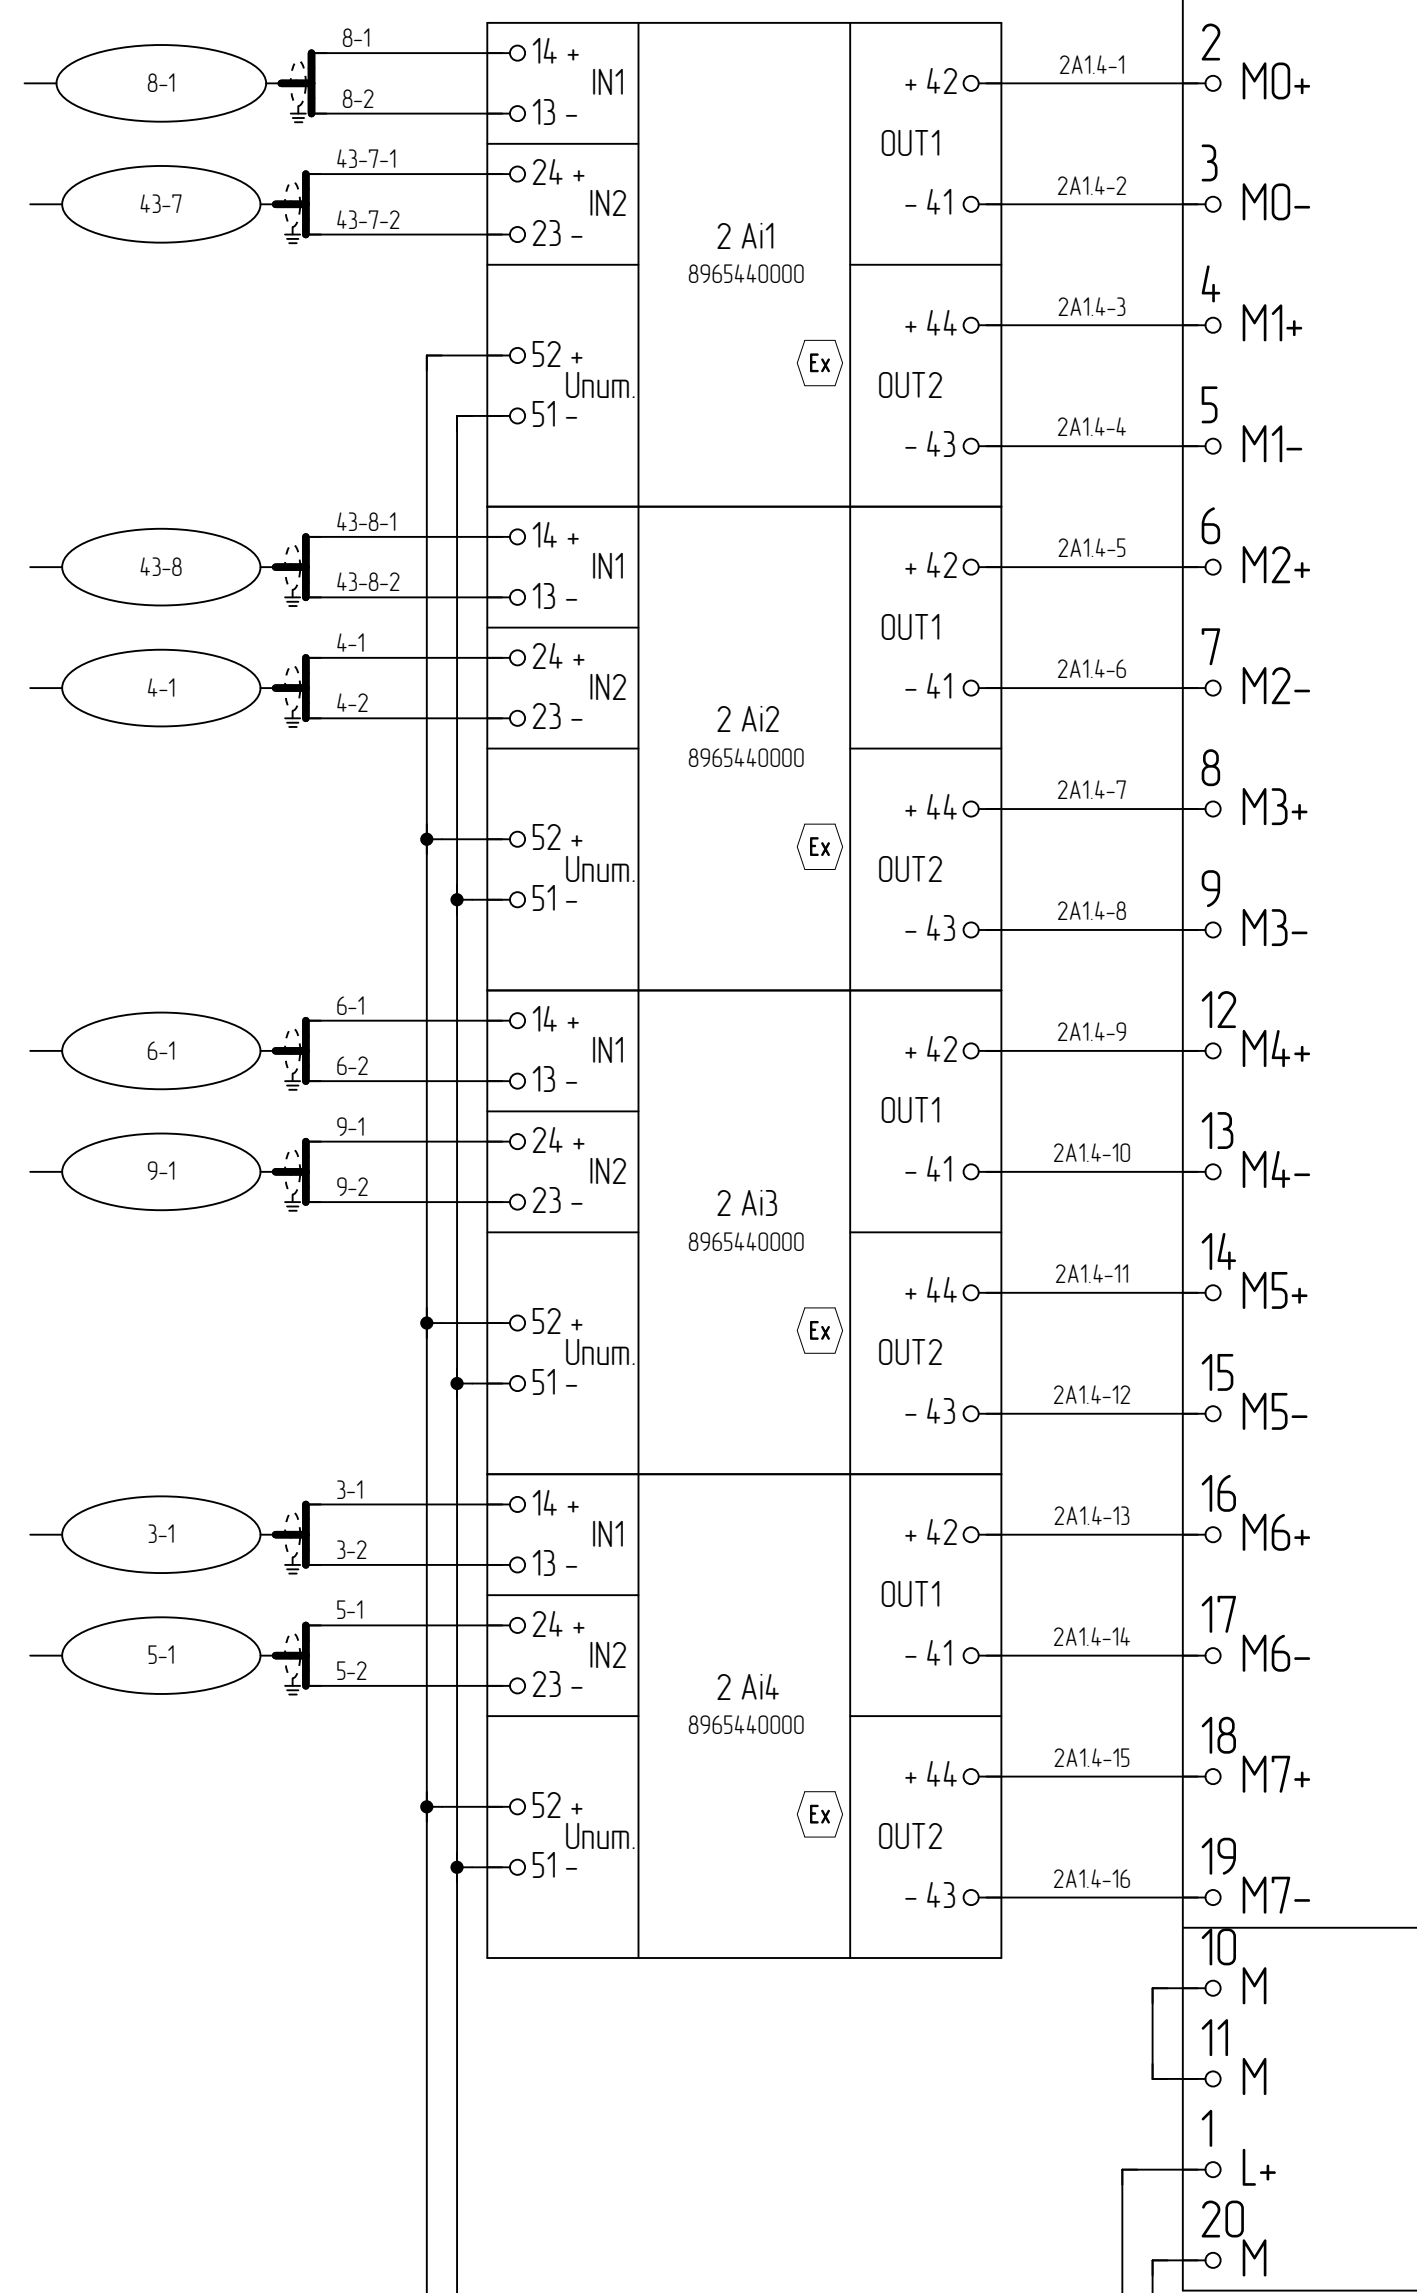 8-1
8-1
8-2
14 +
13 -
IN1
43-7
43-7-1
43-7-2
24 +
23 -
IN2
52 +
Unum.
51 -
2 Ai1
8965440000
Ex
+ 42
OUT1
- 41
+ 44
OUT2
- 43
2A1.4-1
2A1.4-2
2A1.4-3
2A1.4-4
2
M0+
3
M0-
4
M1+
5
M1-
43-8
43-8-1
43-8-2
14 +
13 -
IN1
4-1
4-1
4-2
24 +
23 -
IN2
52 +
Unum.
51 -
2 Ai2
8965440000
Ex
+ 42
OUT1
- 41
+ 44
OUT2
- 43
2A1.4-5
2A1.4-6
2A1.4-7
2A1.4-8
6
M2+
7
M2-
8
M3+
9
M3-
6-1
6-1
6-2
14 +
13 -
IN1
9-1
9-1
9-2
24 +
23 -
IN2
52 +
Unum.
51 -
2 Ai3
8965440000
Ex
+ 42
OUT1
- 41
+ 44
OUT2
- 43
2A1.4-9
2A1.4-10
2A1.4-11
2A1.4-12
12
M4+
13
M4-
14
M5+
15
M5-
3-1
3-1
3-2
14 +
13 -
IN1
5-1
5-1
5-2
24 +
23 -
IN2
52 +
Unum.
51 -
2 Ai4
8965440000
Ex
+ 42
OUT1
- 41
+ 44
OUT2
- 43
2A1.4-13
2A1.4-14
2A1.4-15
2A1.4-16
16
M6+
17
M6-
18
M7+
19
M7-
10
M
11
M
1
L+
20
M